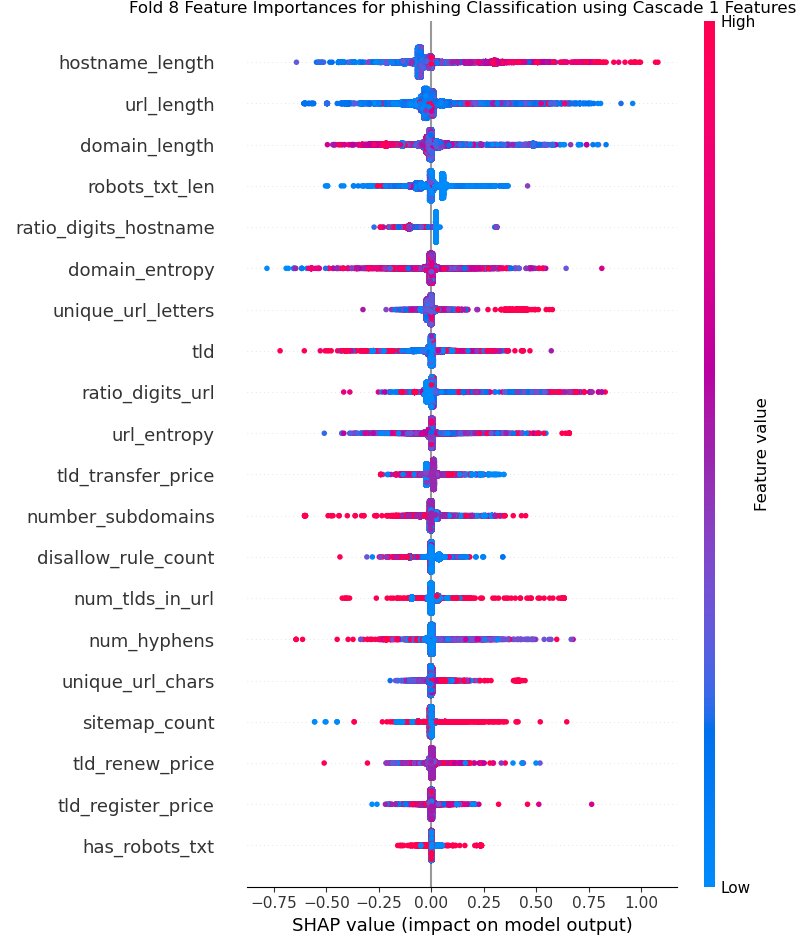 Fold 8 Feature Importances for phishing Classification using Cascade 1 Features
High
hostname_length
url_length
domain_length
robots_txt_len
ratio_digits_hostname
domain_entropy
unique_url_letters
tld
ratio_digits_url
url_entropy
tld_transfer_price
number_subdomains
disallow_rule_count
num_tlds_in_url
num_hyphens
unique_url_chars
sitemap_count
tld_renew_price
tld_register_price
has_robots_txt
Feature value
Low
−0.75 −0.50 −0.25 0.00 0.25 0.50 0.75 1.00
SHAP value (impact on model output)